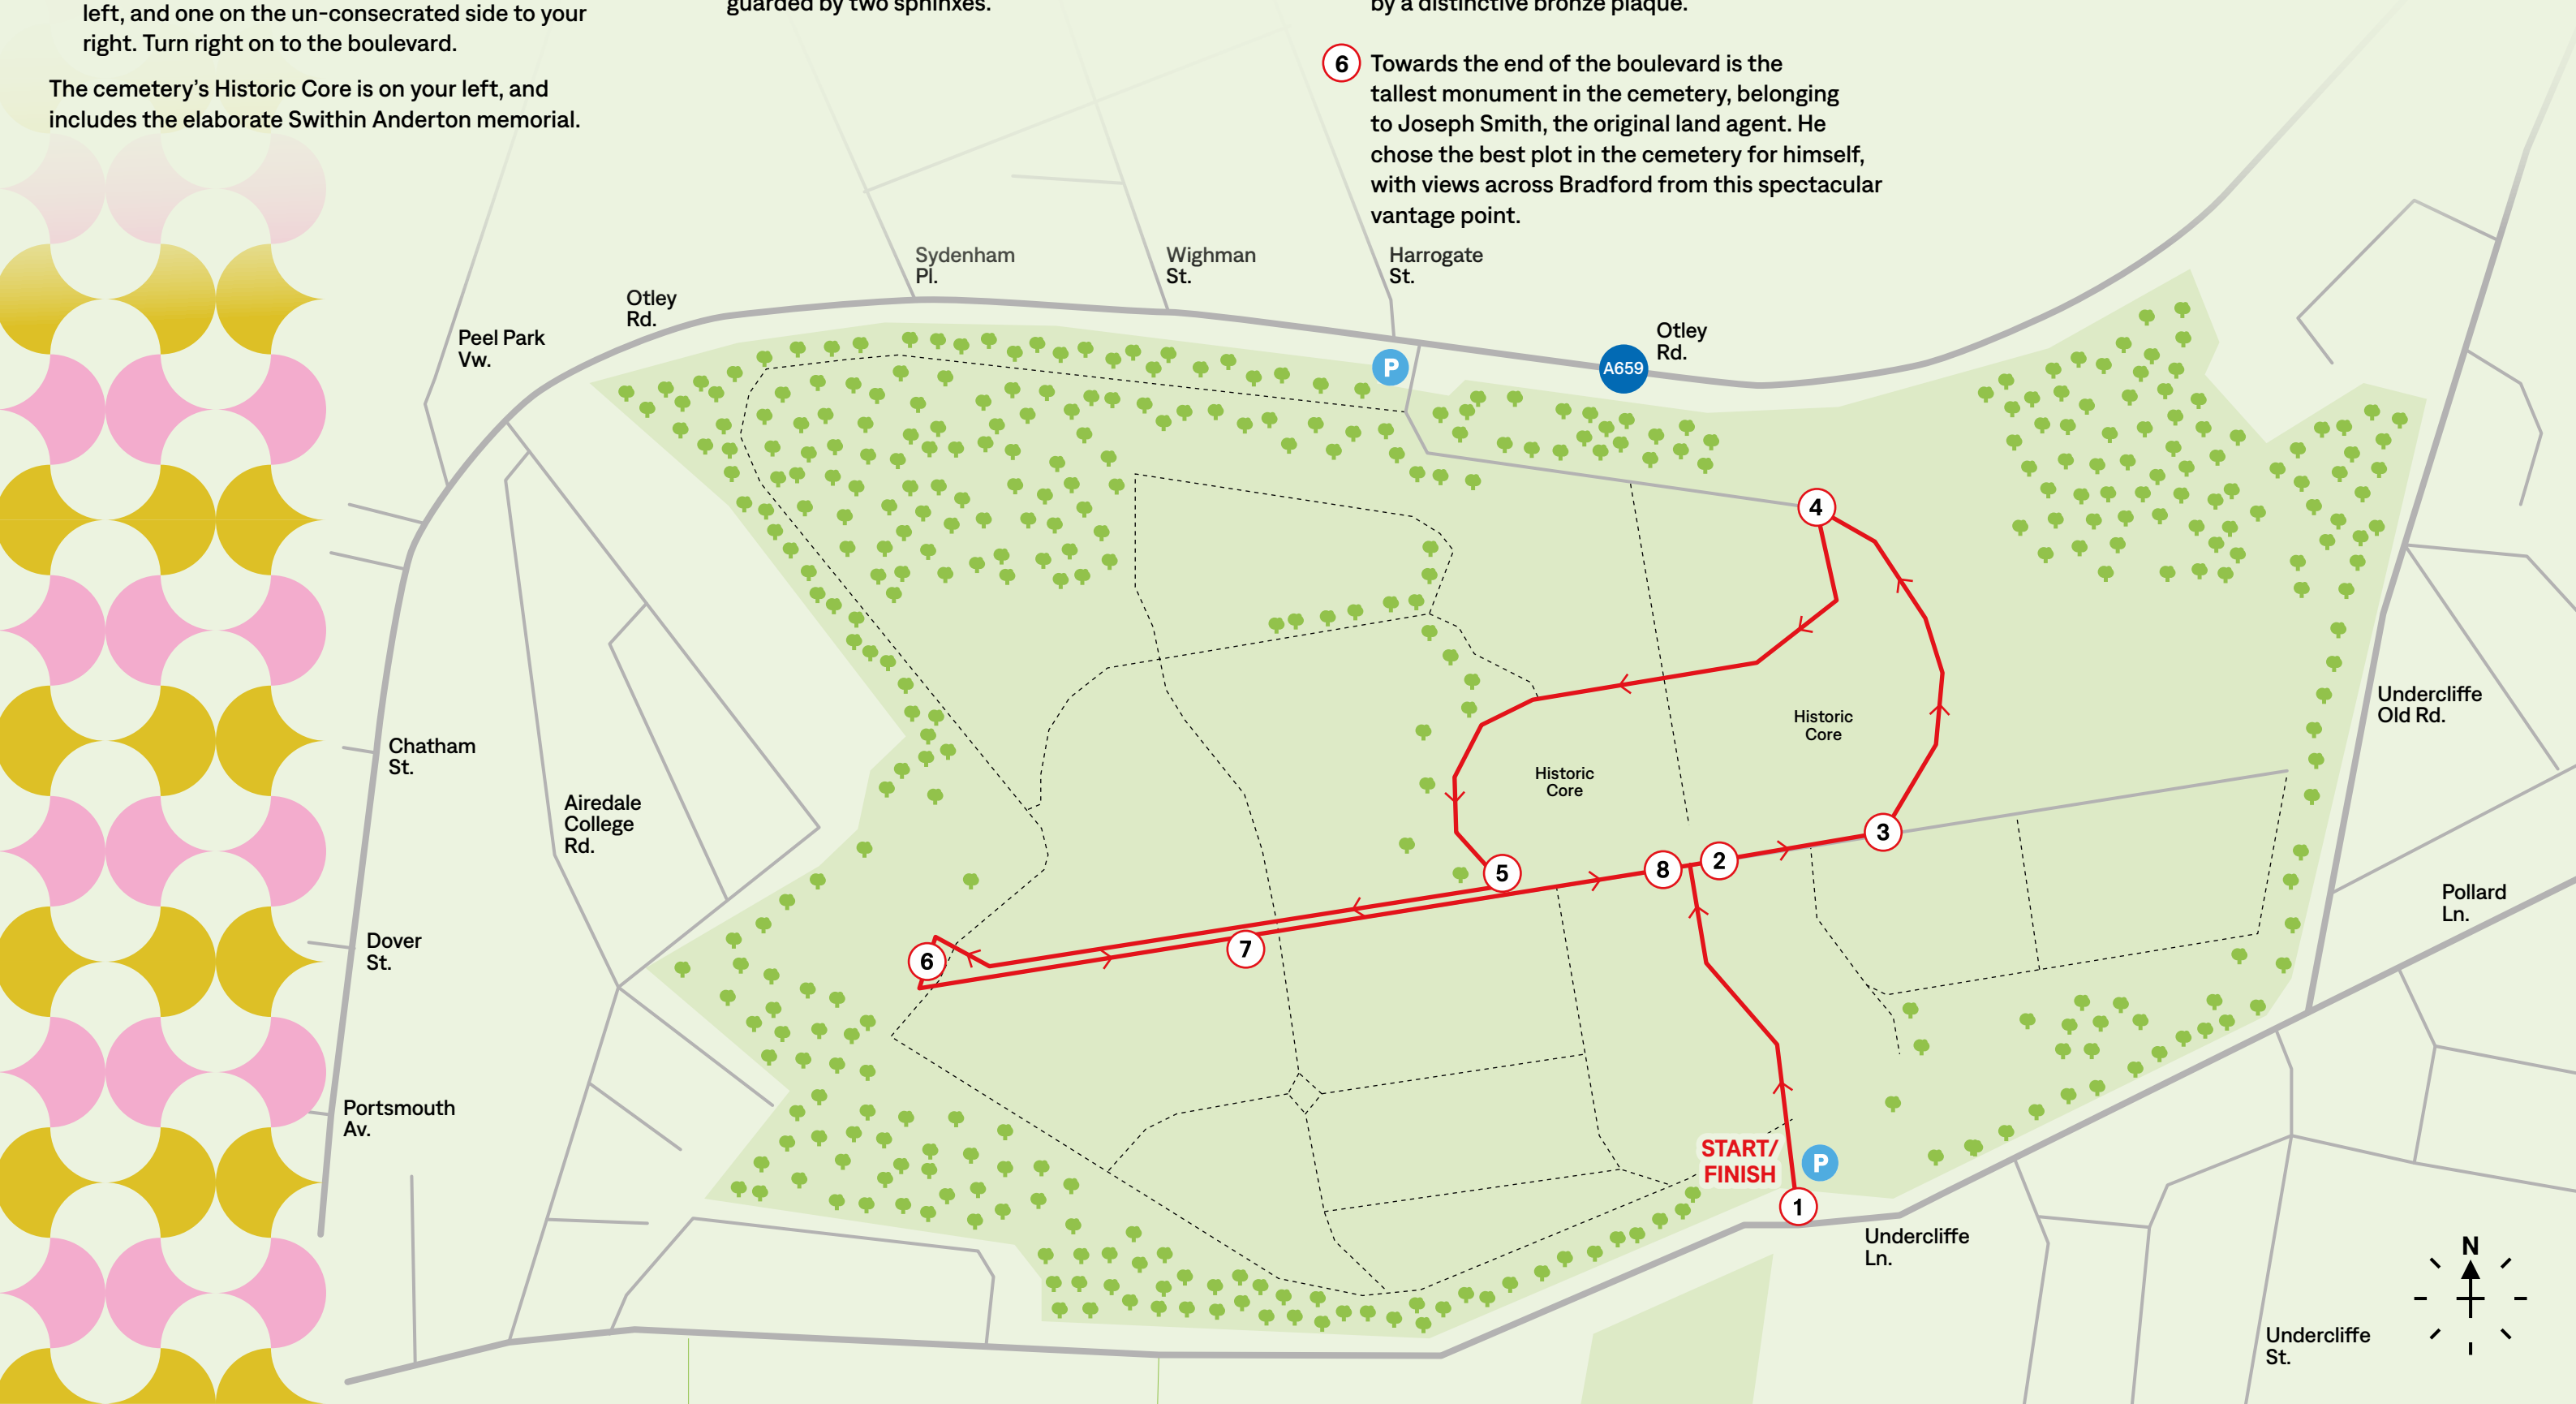 left, and one on the un-consecrated side to your
right. Turn right on to the boulevard.
The cemetery’s Historic Core is on your left, and
includes the elaborate Swithin Anderton memorial.
guarded by two sphinxes.
by a distinctive bronze plaque.
6
Towards the end of the boulevard is the
tallest monument in the cemetery, belonging
to Joseph Smith, the original land agent. He
chose the best plot in the cemetery for himself,
with views across Bradford from this spectacular
vantage point.
Sydenham
Pl.
Wighman
St.
Harrogate
St.
Otley
Rd.
Peel Park
Vw.
P
A659
Otley
Rd.
4
Undercliffe
Old Rd.
Historic
Core
Historic
Core
Chatham
St.
Airedale
College
Rd.
3
2
8
5
Pollard
Ln.
Dover
St.
6
7
Portsmouth
Av.
START/
FINISH
P
1
Undercliffe
Ln.
N
Undercliffe
St.